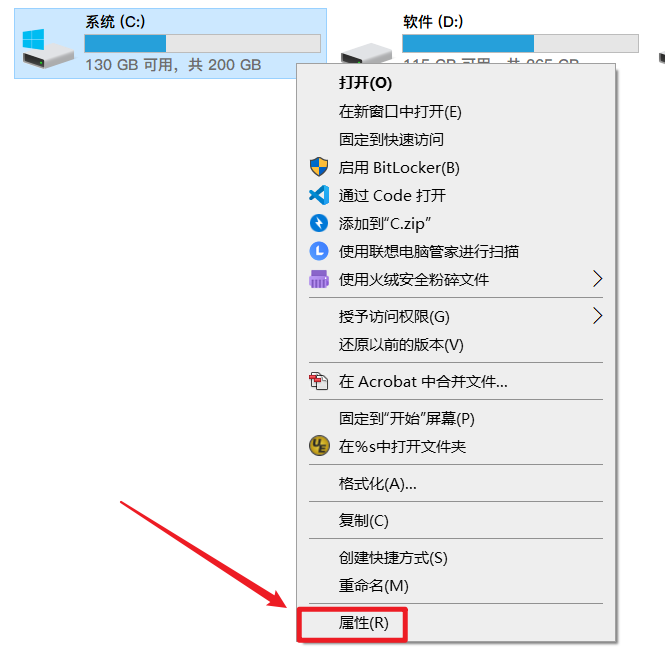 系统 (C:)
130 GB 可用，共 200 GB
软件 (D:)
打开(O)
在新窗口中打开(E)
固定到快速访问
启用 BitLocker(B)
通过 Code 打开
添加到“C.zip”
使用联想电脑管家进行扫描
使用火绒安全粉碎文件
授予访问权限(G)
还原以前的版本(V)
在 Acrobat 中合并文件...
固定到“开始”屏幕(P)
在%s中打开文件夹
格式化(A)...
复制(C)
创建快捷方式(S)
重命名(M)
属性(R)